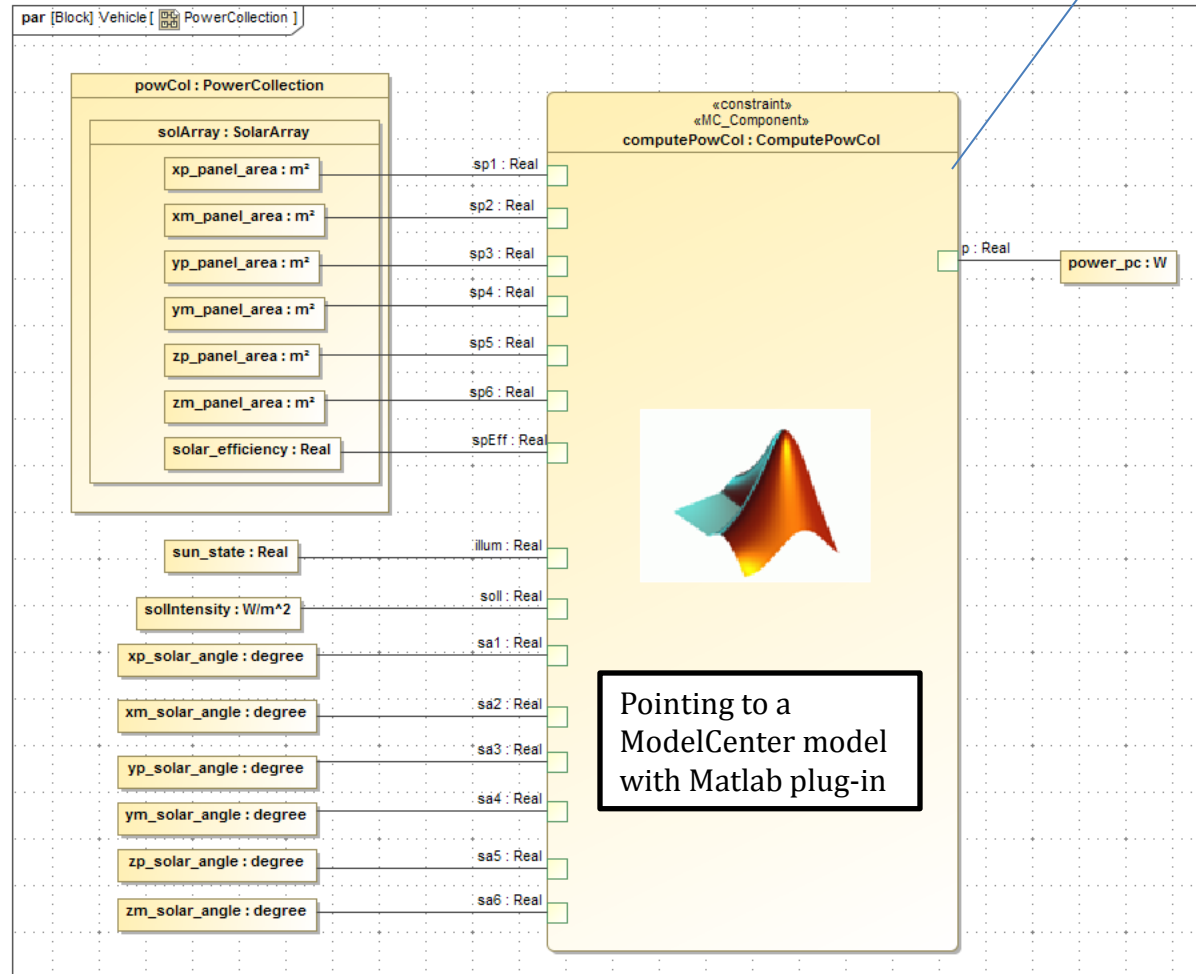 par [Block] Vehicle [ PowerCollection ]
powCol : PowerCollection
solArray : SolarArray
xp_panel_area : m²
xm_panel_area : m²
yp_panel_area : m²
ym_panel_area : m²
zp_panel_area : m²
zm_panel_area : m²
solar_efficiency : Real
sun_state : Real
solIntensity : W/m^2
xp_solar_angle : degree
xm_solar_angle : degree
yp_solar_angle : degree
ym_solar_angle : degree
zp_solar_angle : degree
zm_solar_angle : degree
sp1 : Real
sp2 : Real
sp3 : Real
sp4 : Real
sp5 : Real
sp6 : Real
spEff : Real
illum : Real
solI : Real
sa1 : Real
sa2 : Real
sa3 : Real
sa4 : Real
sa5 : Real
sa6 : Real
«constraint»
«MC_Component»
computePowCol : ComputePowCol
Pointing to a
ModelCenter model
with Matlab plug-in
p : Real
power_pc : W